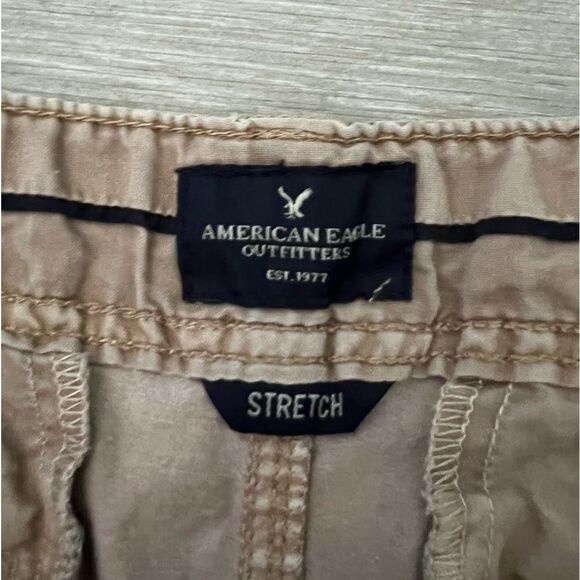 AMERICAN EAGLE
OUTFITTERS
EST. 1977
STRETCH